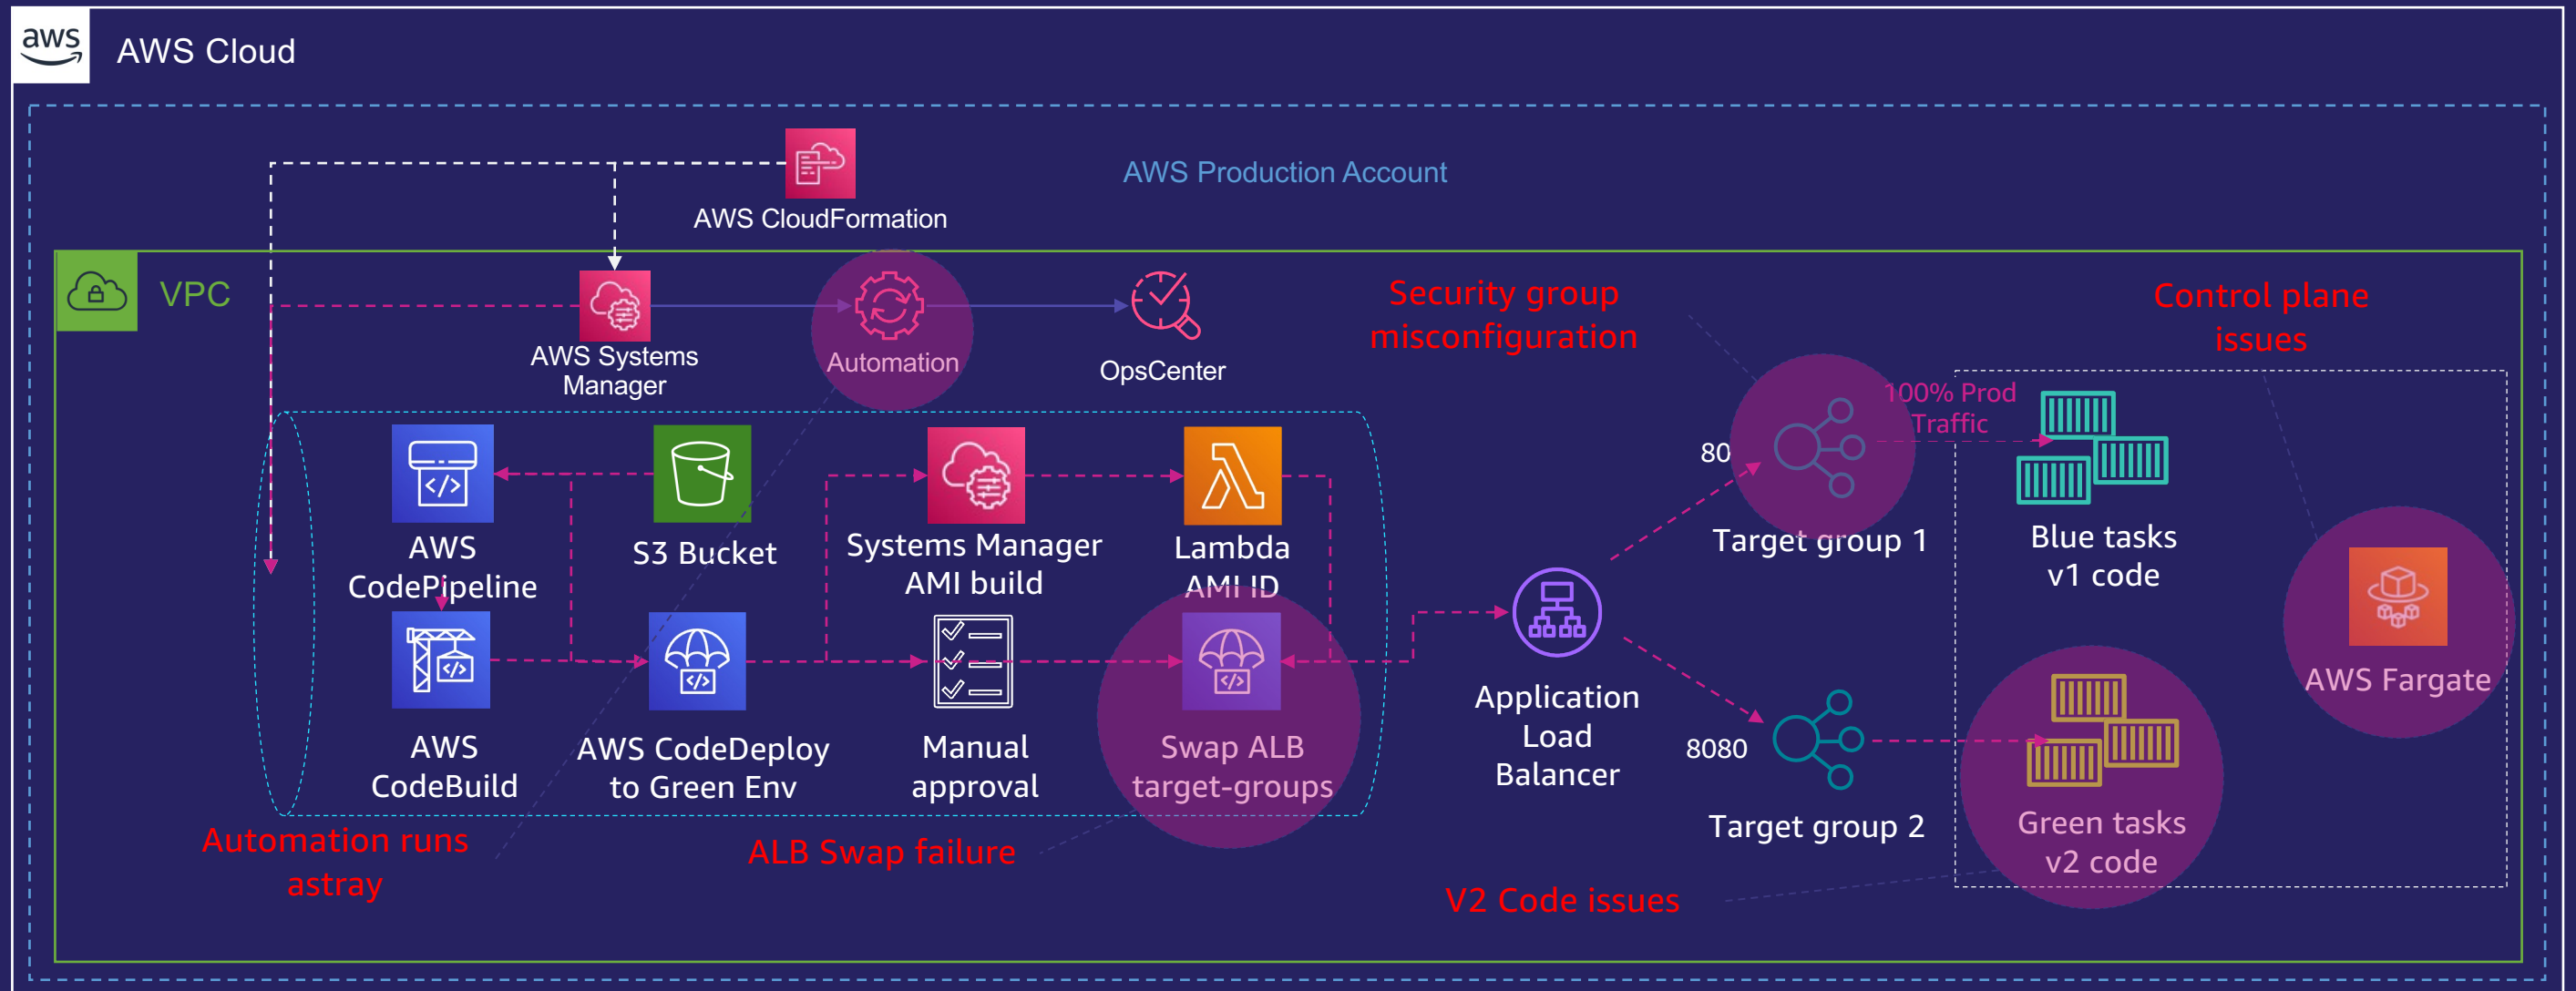 aws
AWS Cloud
AWS Production Account
AWS CloudFormation
VPC
AWS Systems
Manager
Automation
OpsCenter
Security group
misconfiguration
Control plane
issues
100% Prod
Traffic
80
AWS
CodePipeline
S3 Bucket
Systems Manager
AMI build
Lambda
AMI ID
Target group 1
Blue tasks
v1 code
AWS
CodeBuild
AWS CodeDeploy
to Green Env
Manual
approval
Swap ALB
target-groups
Application
Load
Balancer
8080
Target group 2
Green tasks
v2 code
AWS Fargate
Automation runs
astray
ALB Swap failure
V2 Code issues